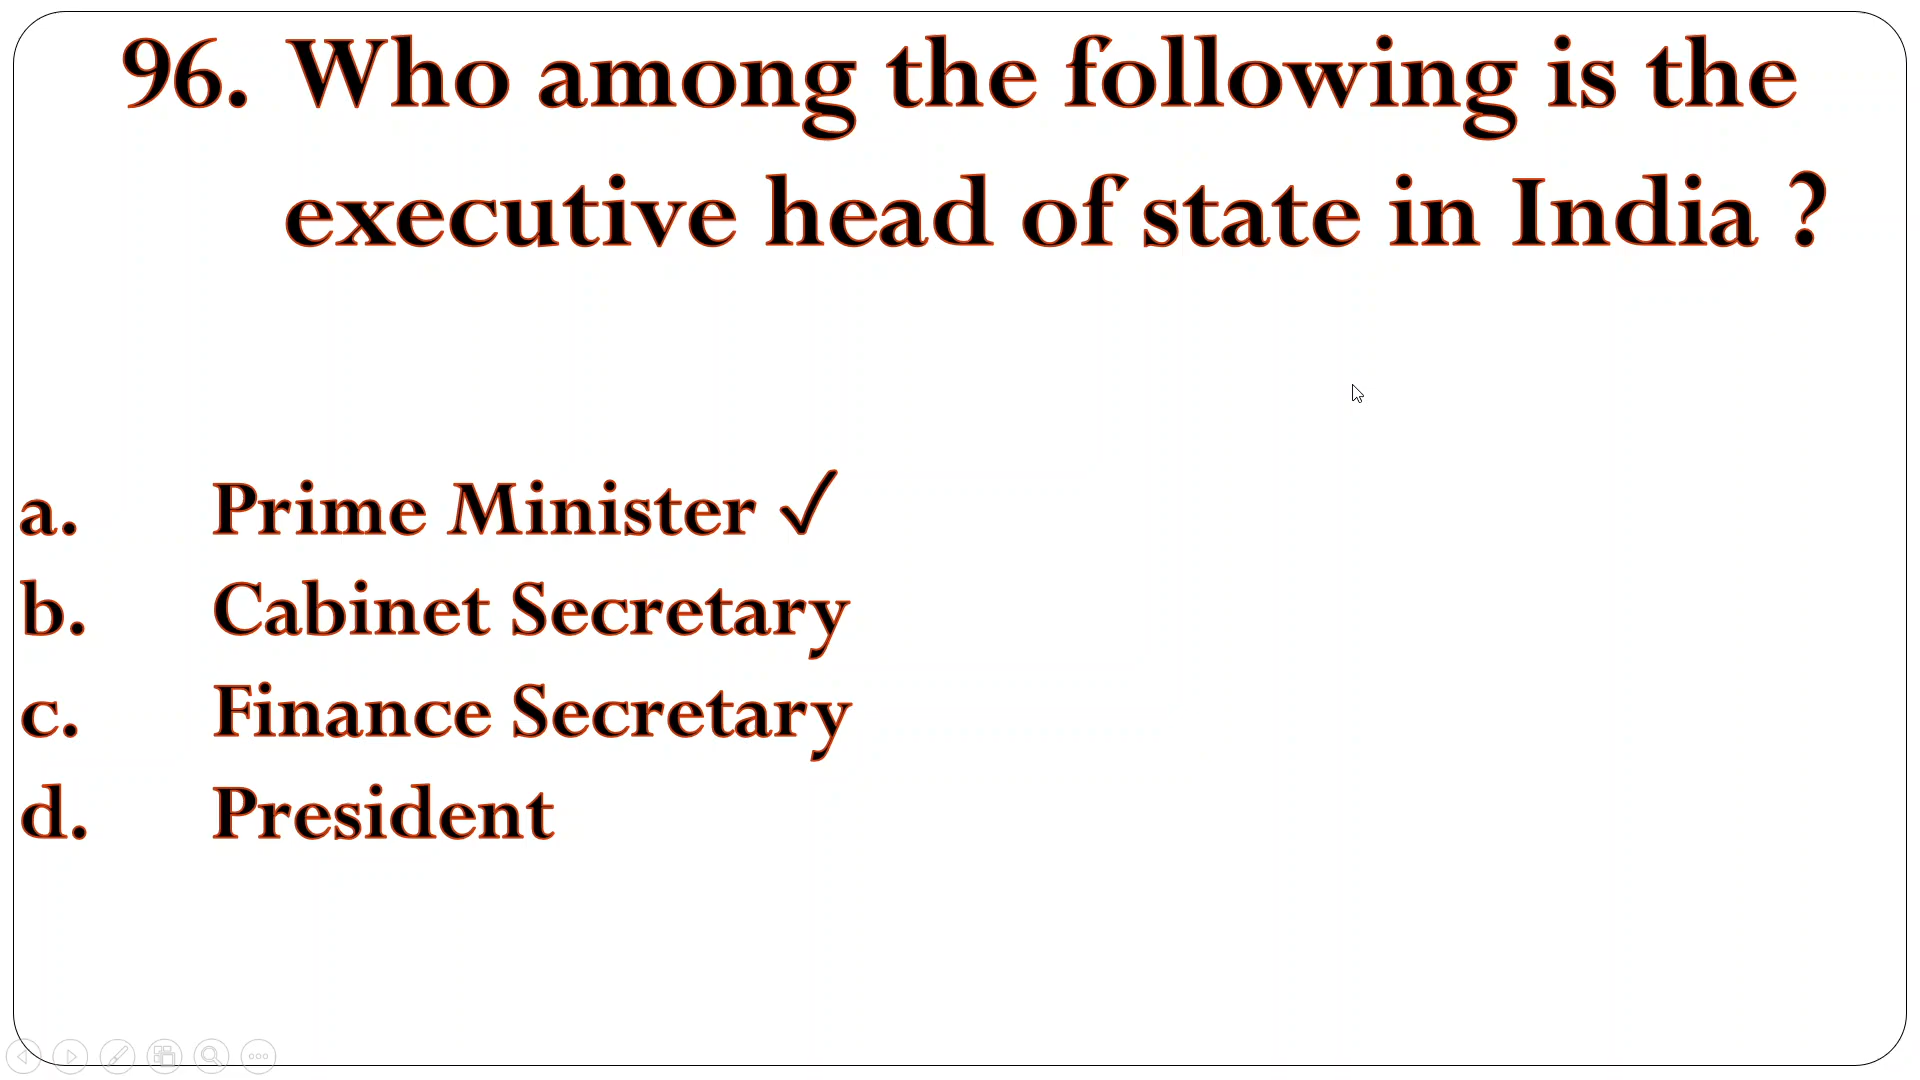 96. Who among the following is the
executive head of state in India ?
a. Prime Minister ✓
b. Cabinet Secretary
c. Finance Secretary
d. President